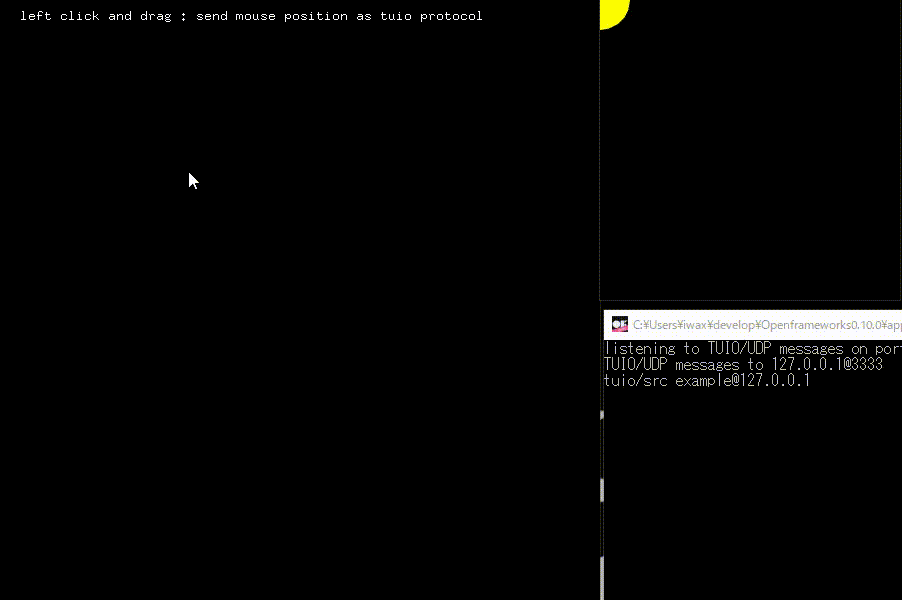 left click and drag : send mouse position as tuio protocol
C:¥Users¥iwax¥develop¥Openframeworks0.10.0¥app
listening to TUIO/UDP messages on port
TUIO/UDP messages to 127.0.0.1@3333
tuio/src example@127.0.0.1